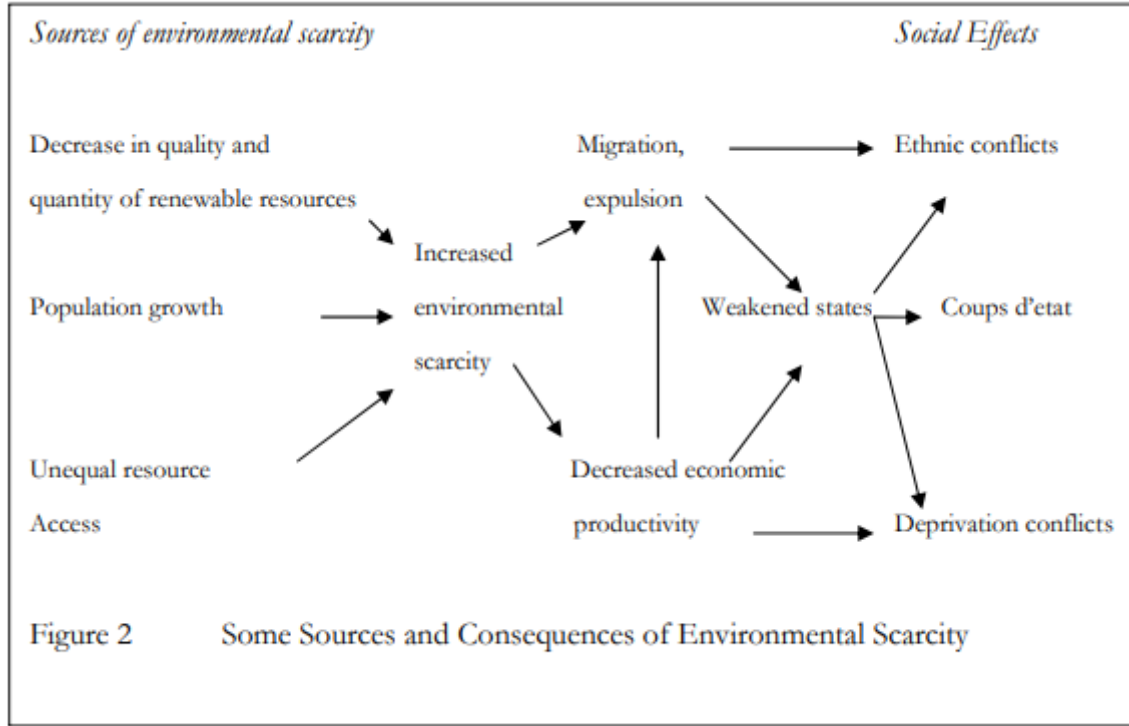 Sources of environmental scarcity
Social Effects
Decrease in quality and
quantity of renewable resources
Migration,
expulsion
Ethnic conflicts
Increased
environmental
scarcity
Population growth
Weakened states
Coups d'etat
Unequal resource
Access
Decreased economic
productivity
Deprivation conflicts
Figure 2 Some Sources and Consequences of Environmental Scarcity